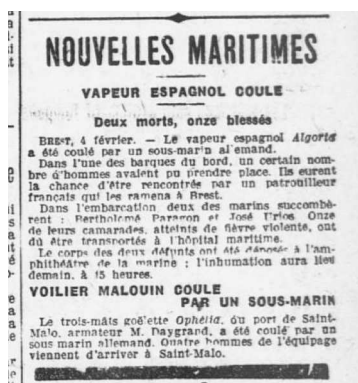 NOUVELLES MARITIMES
VAPEUR ESPAGNOL COULE
Deux morts, onze blessés
BREST, 4 février. — Le vapeur espagnol Algorta
a été coulé par un sous-marin allemand.
Dans l'une des barques du bord, un certain nom-
bre d'hommes avaient pu prendre place. Ils eurent
la chance d'être rencontrés par un patrouilleur
français qui les ramena à Brest.
Dans l'embarcation deux des marins succombè-
rent : Bertholomé Paragon et José Urios Onze
de leurs camarades, atteints de fièvre violente, ont
dû être transportés à l'hôpital maritime.
Le corps des deux défunts ont été déposés à l'am-
phithéâtre de la marine ; l'inhumation aura lieu
demain, à 15 heures.
VOILIER MALOUIN COULE
PAR UN SOUS-MARIN
Le trois-mâts goëlette Ophélia, du port de Saint-
Malo, armateur M. Daygrand, a été coulé par un
sous marin allemand. Quatre hommes de l'équipage
viennent d'arriver à Saint-Malo.